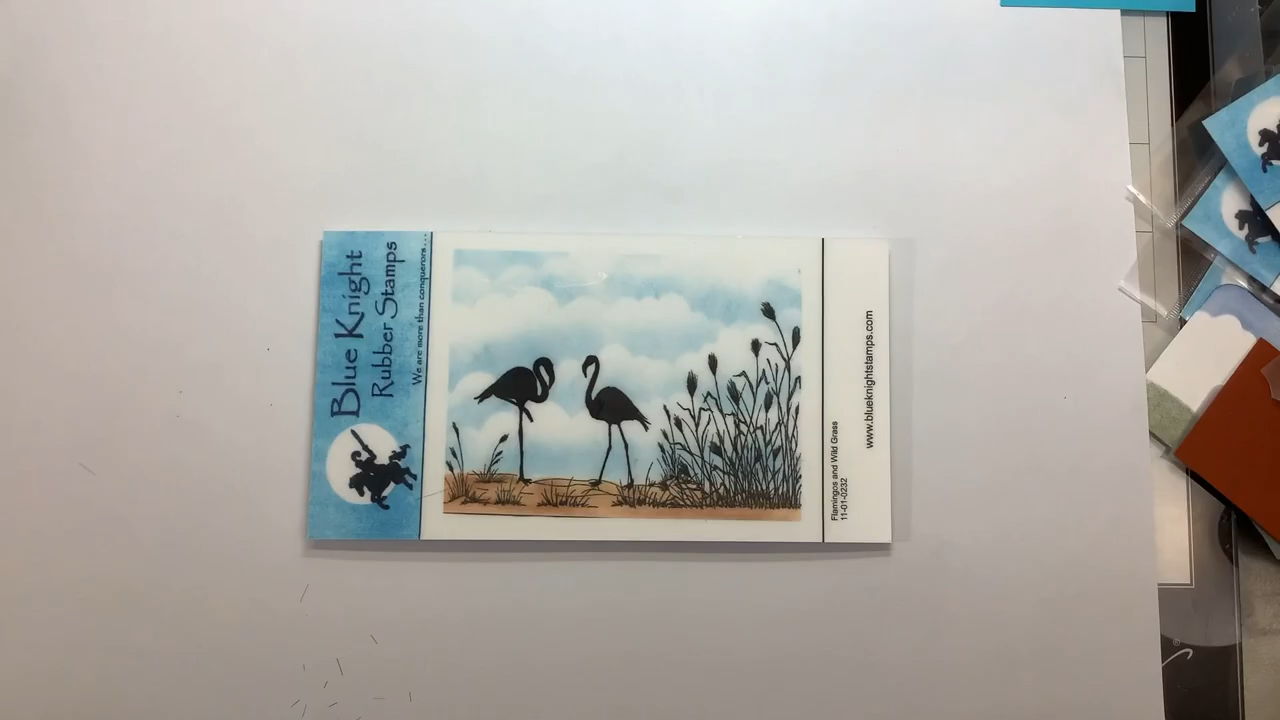 Blue Knight
Rubber Stamps
We are more than conquerors...
Flamingos and Wild Grass
11-01-0232
www.blueknightstamps.com